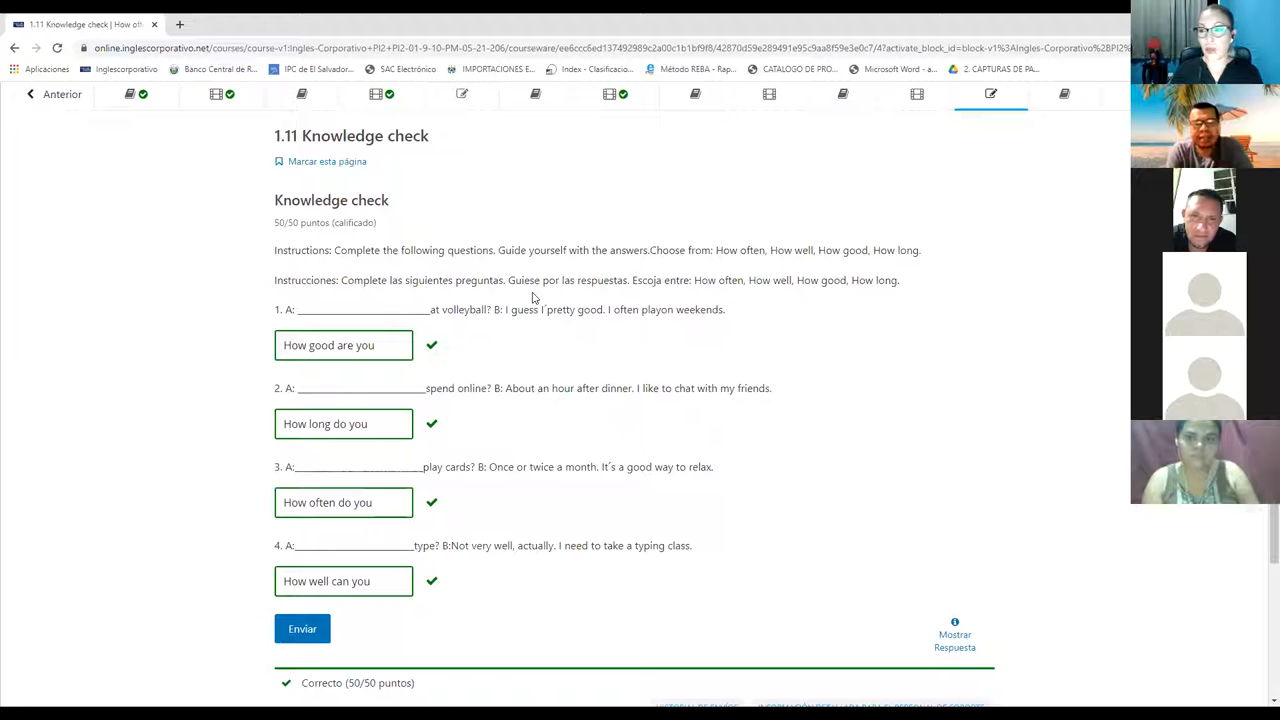 1.11 Knowledge check | How oft
online.inglescorporativo.net/courses/course-v1:Ingles-Corporativo+PI2+PI2-01-9-10-PM-05-21-206/courseware/ee6ccc6ed137492989c2a00c1b1bf9f8/42870d59e289491e95c9aa8f59e3e0c7/4?activate_block_id=block-v1%3AIngles-Corporativo%2BPI2%
Aplicaciones Inglescorporativo Banco Central de R... IPC de El Salvador... SAC Electrónico IMPORTACIONES E... Index - Clasificacio... Método REBA - Rap... CATALOGO DE PRO... Microsoft Word - a... 2. CAPTURAS DE PA...
Anterior
1.11 Knowledge check
Marcar esta página
Knowledge check
50/50 puntos (calificado)
Instructions: Complete the following questions. Guide yourself with the answers.Choose from: How often, How well, How good, How long.
Instrucciones: Complete las siguientes preguntas. Guiese por las respuestas. Escoja entre: How often, How well, How good, How long.
1. A: ________________________at volleyball? B: I guess I´pretty good. I often playon weekends.
How good are you
2. A: ________________________spend online? B: About an hour after dinner. I like to chat with my friends.
How long do you
3. A:________________________play cards? B: Once or twice a month. It´s a good way to relax.
How often do you
4. A:______________________type? B:Not very well, actually. I need to take a typing class.
How well can you
Enviar
Mostrar
Respuesta
Correcto (50/50 puntos)